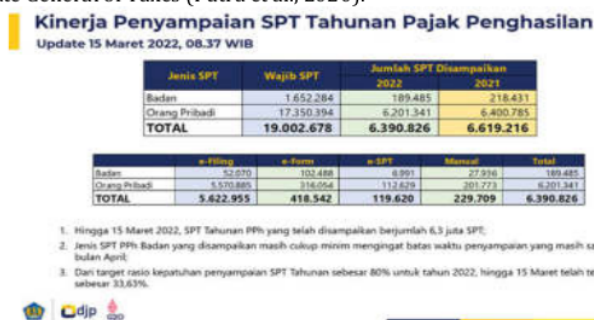 te General of Taxes (Putra et al., 2020).
Kinerja Penyampaian SPT Tahunan Pajak Penghasilan
Update 15 Maret 2022, 08.37 WIB
Jenis SPT Wajib SPT Jumlah SPT Disampaikan
2022 2021
Badan 1.652.284 189.485 218.431
Orang Pribadi 17.350.394 6.201.341 6.400.785
TOTAL 19.002.678 6.390.826 6.619.216
e-Filing e-Form e-SPT Manual Total
Badan 52.070 102.488 6.991 27.936 189.485
Orang Pribadi 5.570.885 316.054 112.629 201.773 6.201.341
TOTAL 5.622.955 418.542 119.620 229.709 6.390.826
1. Hingga 15 Maret 2022, SPT Tahunan PPh yang telah disampaikan berjumlah 6,3 juta SPT;
2. Jenis SPT PPh Badan yang disampaikan masih cukup minim mengingat batas waktu penyampaian yang masih sa
bulan April;
3. Dari target rasio kepatuhan penyampaian SPT Tahunan sebesar 80% untuk tahun 2022, hingga 15 Maret telah te
sebesar 33,63%.
djp